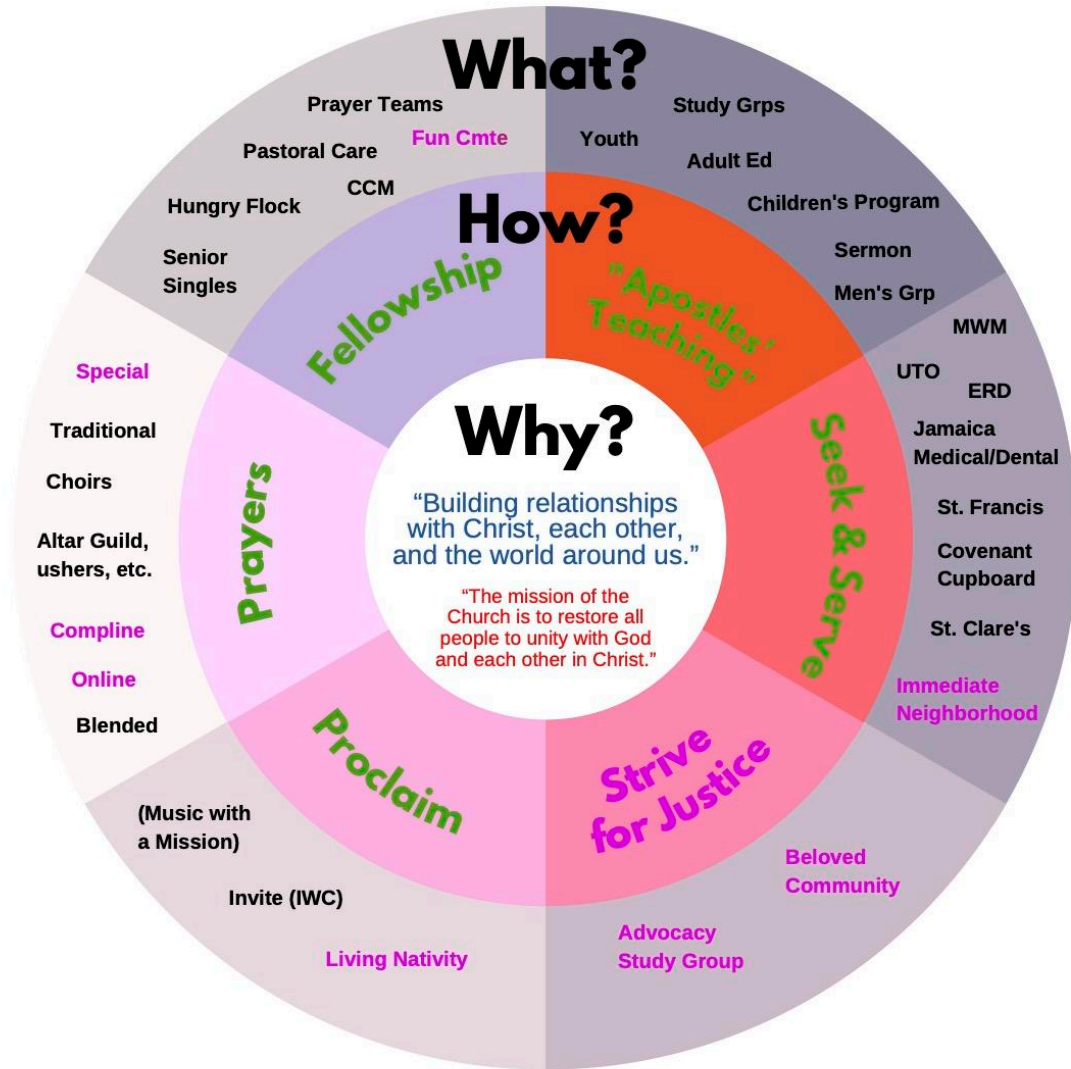 What?
Prayer Teams
Fun Cmte
Pastoral Care
CCM
Hungry Flock
Senior
Singles
Youth
Study Grps
Adult Ed
Children's Program
Sermon
Men's Grp
How?
Fellowship
"Apostles'
Teaching"
MWM
UTO
ERD
Jamaica
Medical/Dental
St. Francis
Covenant
Cupboard
St. Clare's
Immediate
Neighborhood
Seek & Serve
Why?
“Building relationships
with Christ, each other,
and the world around us.”
“The mission of the
Church is to restore all
people to unity with God
and each other in Christ.”
Special
Traditional
Choirs
Altar Guild,
ushers, etc.
Compline
Online
Blended
Prayers
Proclaim
Strive
for Justice
(Music with
a Mission)
Invite (IWC)
Living Nativity
Beloved
Community
Advocacy
Study Group